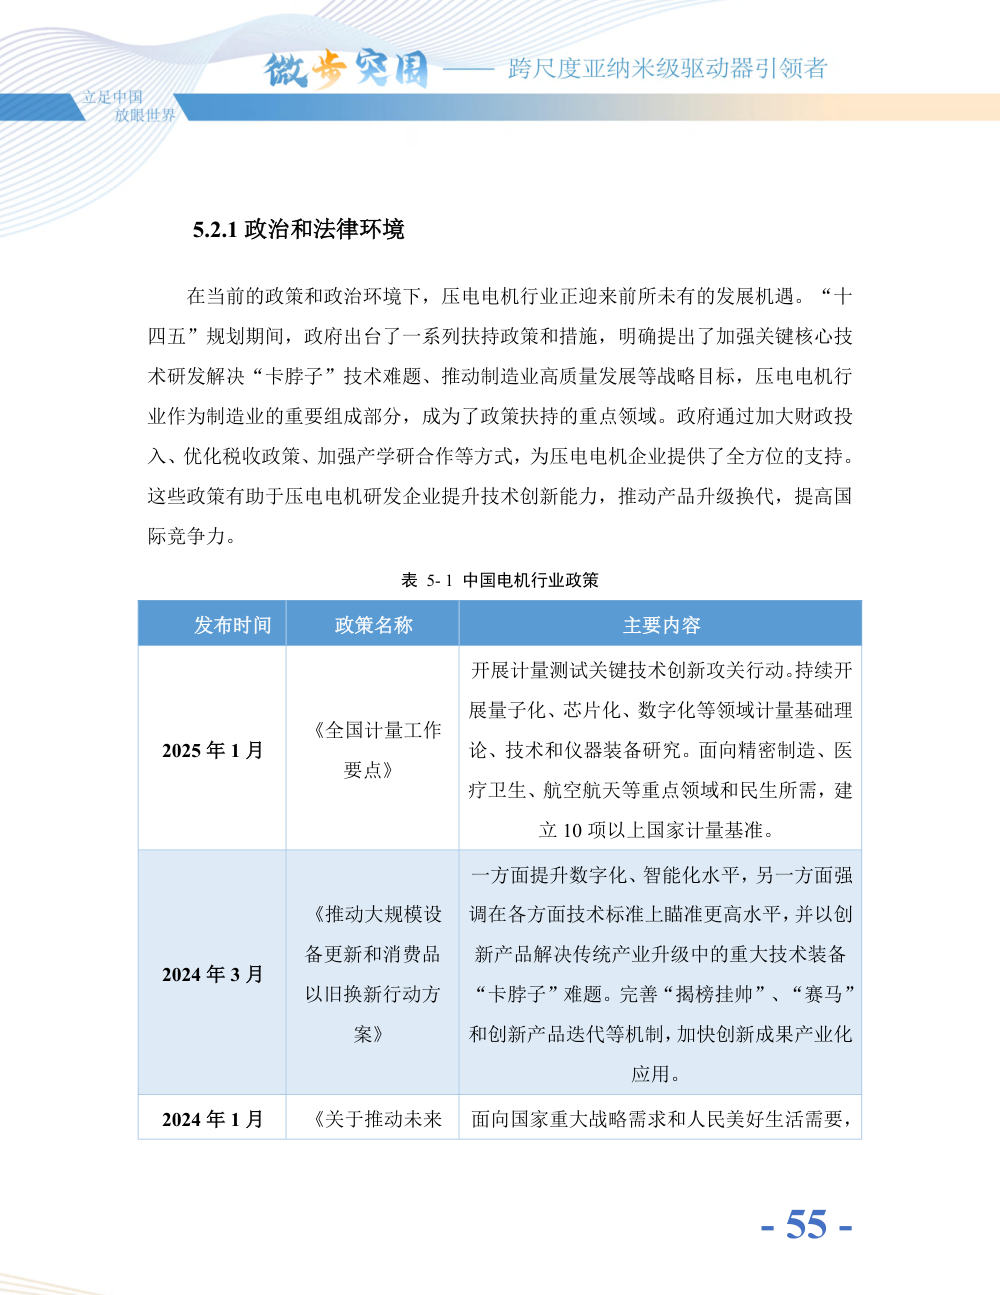 微步突围 —— 跨尺度亚纳米级驱动器引领者
立足中国
放眼世界
5.2.1 政治和法律环境
在当前的政策和政治环境下，压电电机行业正迎来前所未有的发展机遇。“十
四五”规划期间，政府出台了一系列扶持政策和措施，明确提出了加强关键核心技
术研发解决“卡脖子”技术难题、推动制造业高质量发展等战略目标，压电电机行
业作为制造业的重要组成部分，成为了政策扶持的重点领域。政府通过加大财政投
入、优化税收政策、加强产学研合作等方式，为压电电机企业提供了全方位的支持。
这些政策有助于压电电机研发企业提升技术创新能力，推动产品升级换代，提高国
际竞争力。
表 5- 1 中国电机行业政策
发布时间 政策名称 主要内容
2025 年 1 月
《全国计量工作
要点》
开展计量测试关键技术创新攻关行动。持续开
展量子化、芯片化、数字化等领域计量基础理
论、技术和仪器装备研究。面向精密制造、医
疗卫生、航空航天等重点领域和民生所需，建
立 10 项以上国家计量基准。
2024 年 3 月
《推动大规模设
备更新和消费品
以旧换新行动方
案》
一方面提升数字化、智能化水平，另一方面强
调在各方面技术标准上瞄准更高水平，并以创
新产品解决传统产业升级中的重大技术装备
“卡脖子”难题。完善“揭榜挂帅”、“赛马”
和创新产品迭代等机制，加快创新成果产业化
应用。
2024 年 1 月
《关于推动未来
面向国家重大战略需求和人民美好生活需要，
- 55 -